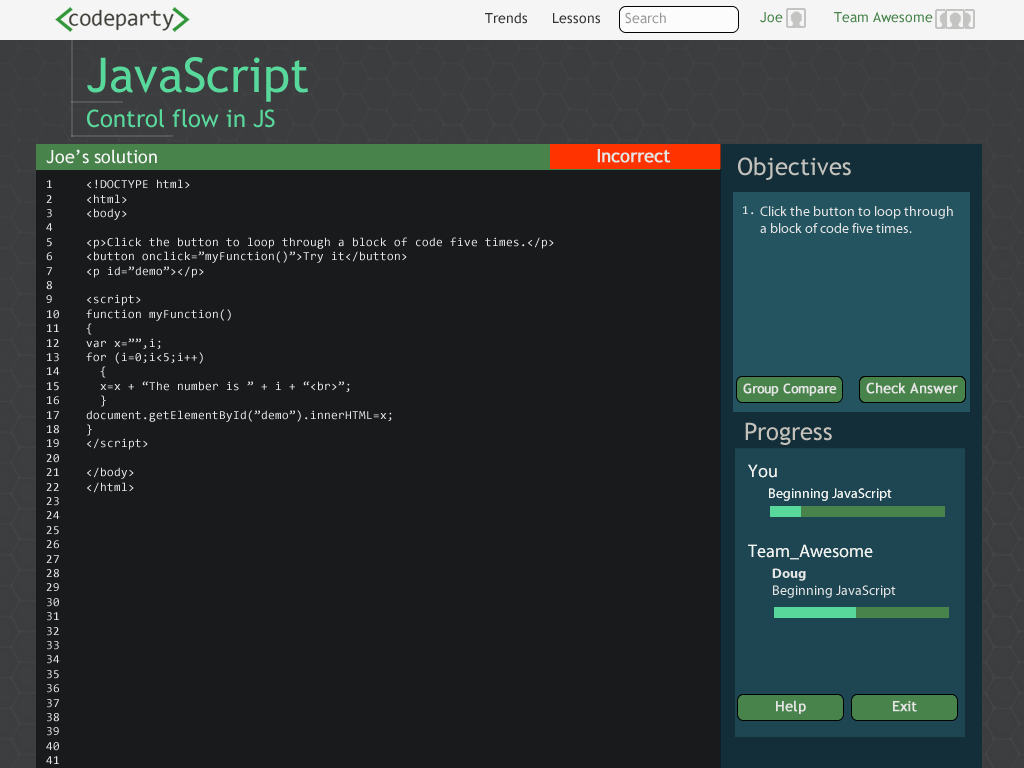 <codeparty>
Trends Lessons Search Joe Team Awesome
JavaScript
Control flow in JS
Joe’s solution Incorrect
1 <!DOCTYPE html>
2 <html>
3 <body>
4
5 <p>Click the button to loop through a block of code five times.</p>
6 <button onclick=”myFunction()”>Try it</button>
7 <p id=”demo”></p>
8
9 <script>
10 function myFunction()
11 {
12 var x=””,i;
13 for (i=0;i<5;i++)
14 {
15 x=x + “The number is ” + i + “<br>”;
16 }
17 document.getElementById(”demo”).innerHTML=x;
18 }
19 </script>
20
21 </body>
22 </html>
23
24
25
26
27
28
29
30
31
32
33
34
35
36
37
38
39
40
41
Objectives
1. Click the button to loop through
a block of code five times.
Group Compare Check Answer
Progress
You
Beginning JavaScript
Team_Awesome
Doug
Beginning JavaScript
Help Exit